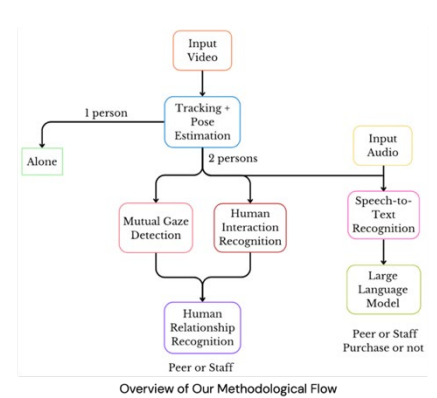 Input
Video
1 person
Tracking +
Pose
Estimation
Alone
2 persons
Input
Audio
Mutual Gaze
Detection
Human
Interaction
Recognition
Speech-to-
Text
Recognition
Large
Language
Model
Human
Relationship
Recognition
Peer or Staff
Purchase or not
Peer or Staff
Overview of Our Methodological Flow